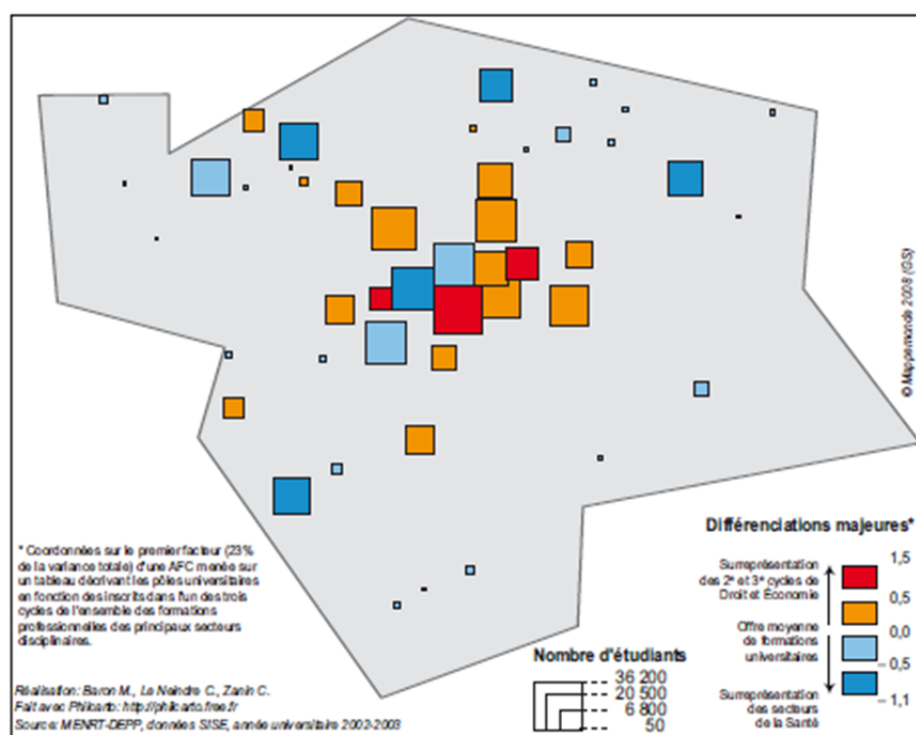 © Mappemonde 2008 (GS)
* Coordonnées sur le premier facteur (23%
de la variance totale) d'une AFC menée sur
un tableau décrivant les pôles universitaires
en fonction des inscrits dans l'un des trois
cycles de l'ensemble des formations
professionnelles des principaux secteurs
disciplinaires.
Réalisation: Baron M., Le Neindre C., Zanin C.
Fait avec Philcarto: http://philcarto.free.fr
Source: MENRT-DEPP, données SISE, année universitaire 2002-2003
Nombre d'étudiants
36 200
20 500
6 800
50
Différenciations majeures*
Surreprésentation
des 2e et 3e cycles de
Droit et Économie
Offre moyenne
de formations
universitaires
Surreprésentation
des secteurs
de la Santé
1,5
0,5
0,0
– 0,5
– 1,1